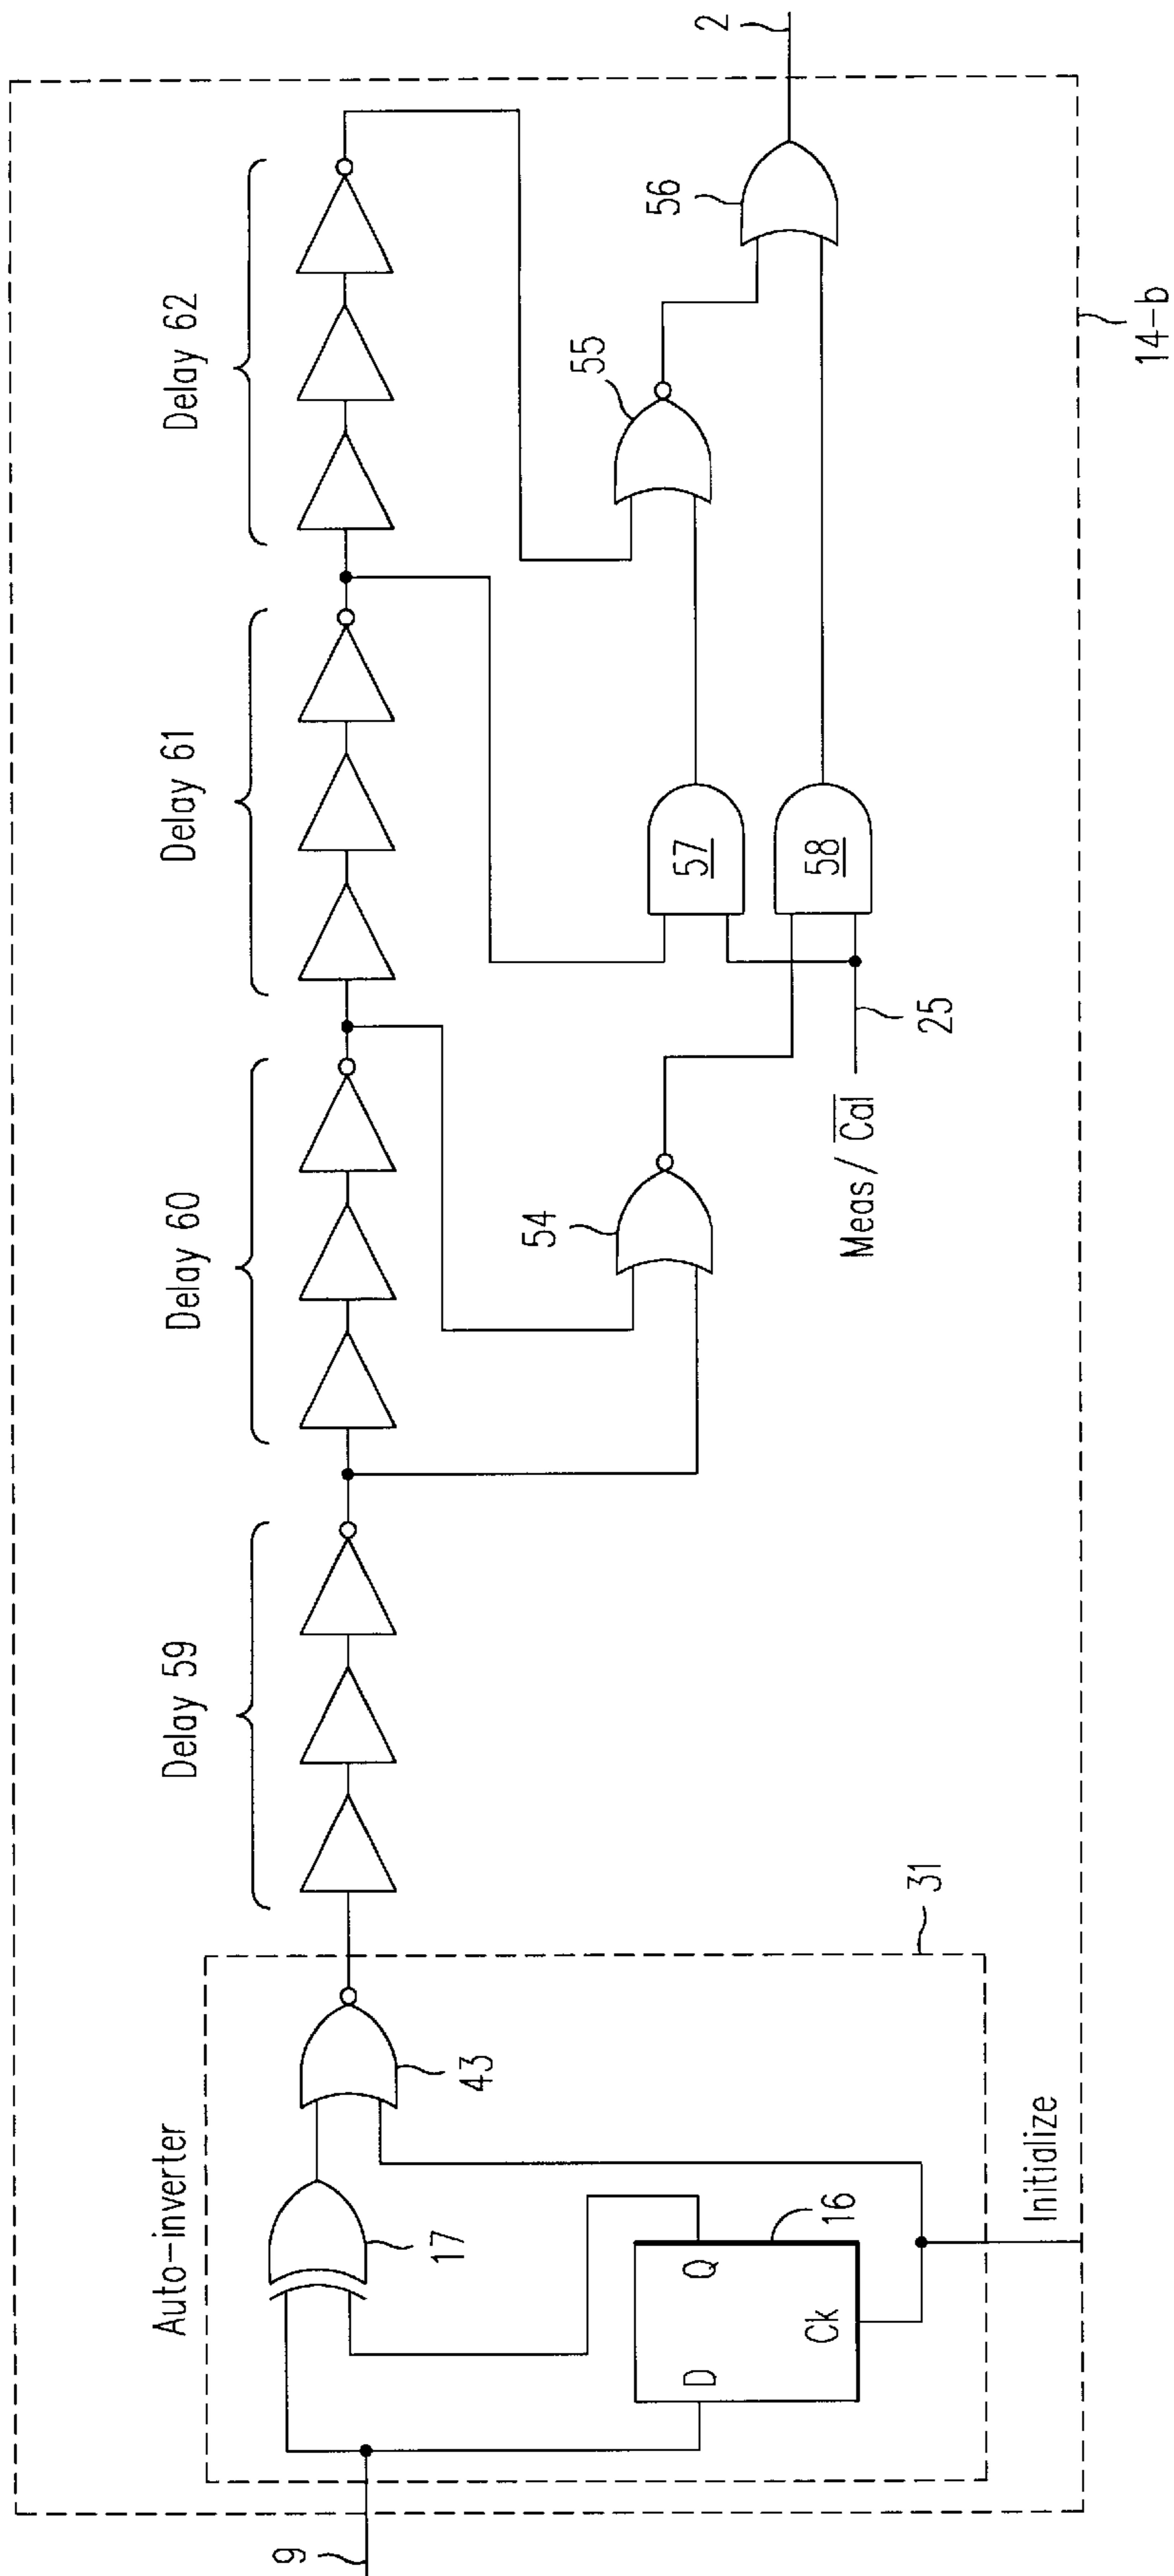 Delay 59
Delay 60
Delay 61
Delay 62
Auto-inverter
9
17
43
D
Q
Ck
16
31
Initialize
54
55
56
57
58
Meas / Cal
25
2
14-b